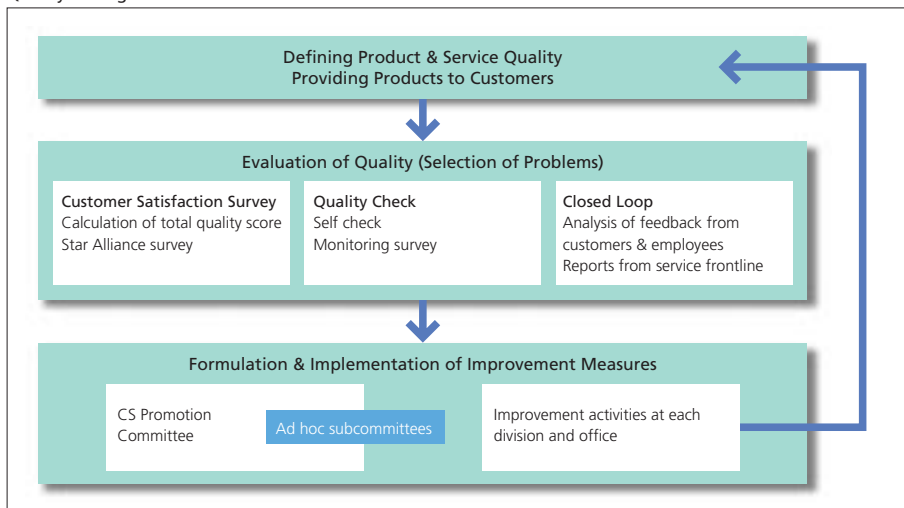 Defining Product & Service Quality
Providing Products to Customers
Evaluation of Quality (Selection of Problems)
Customer Satisfaction Survey
Calculation of total quality score
Star Alliance survey
Quality Check
Self check
Monitoring survey
Closed Loop
Analysis of feedback from
customers & employees
Reports from service frontline
Formulation & Implementation of Improvement Measures
CS Promotion
Committee
Ad hoc subcommittees
Improvement activities at each
division and office